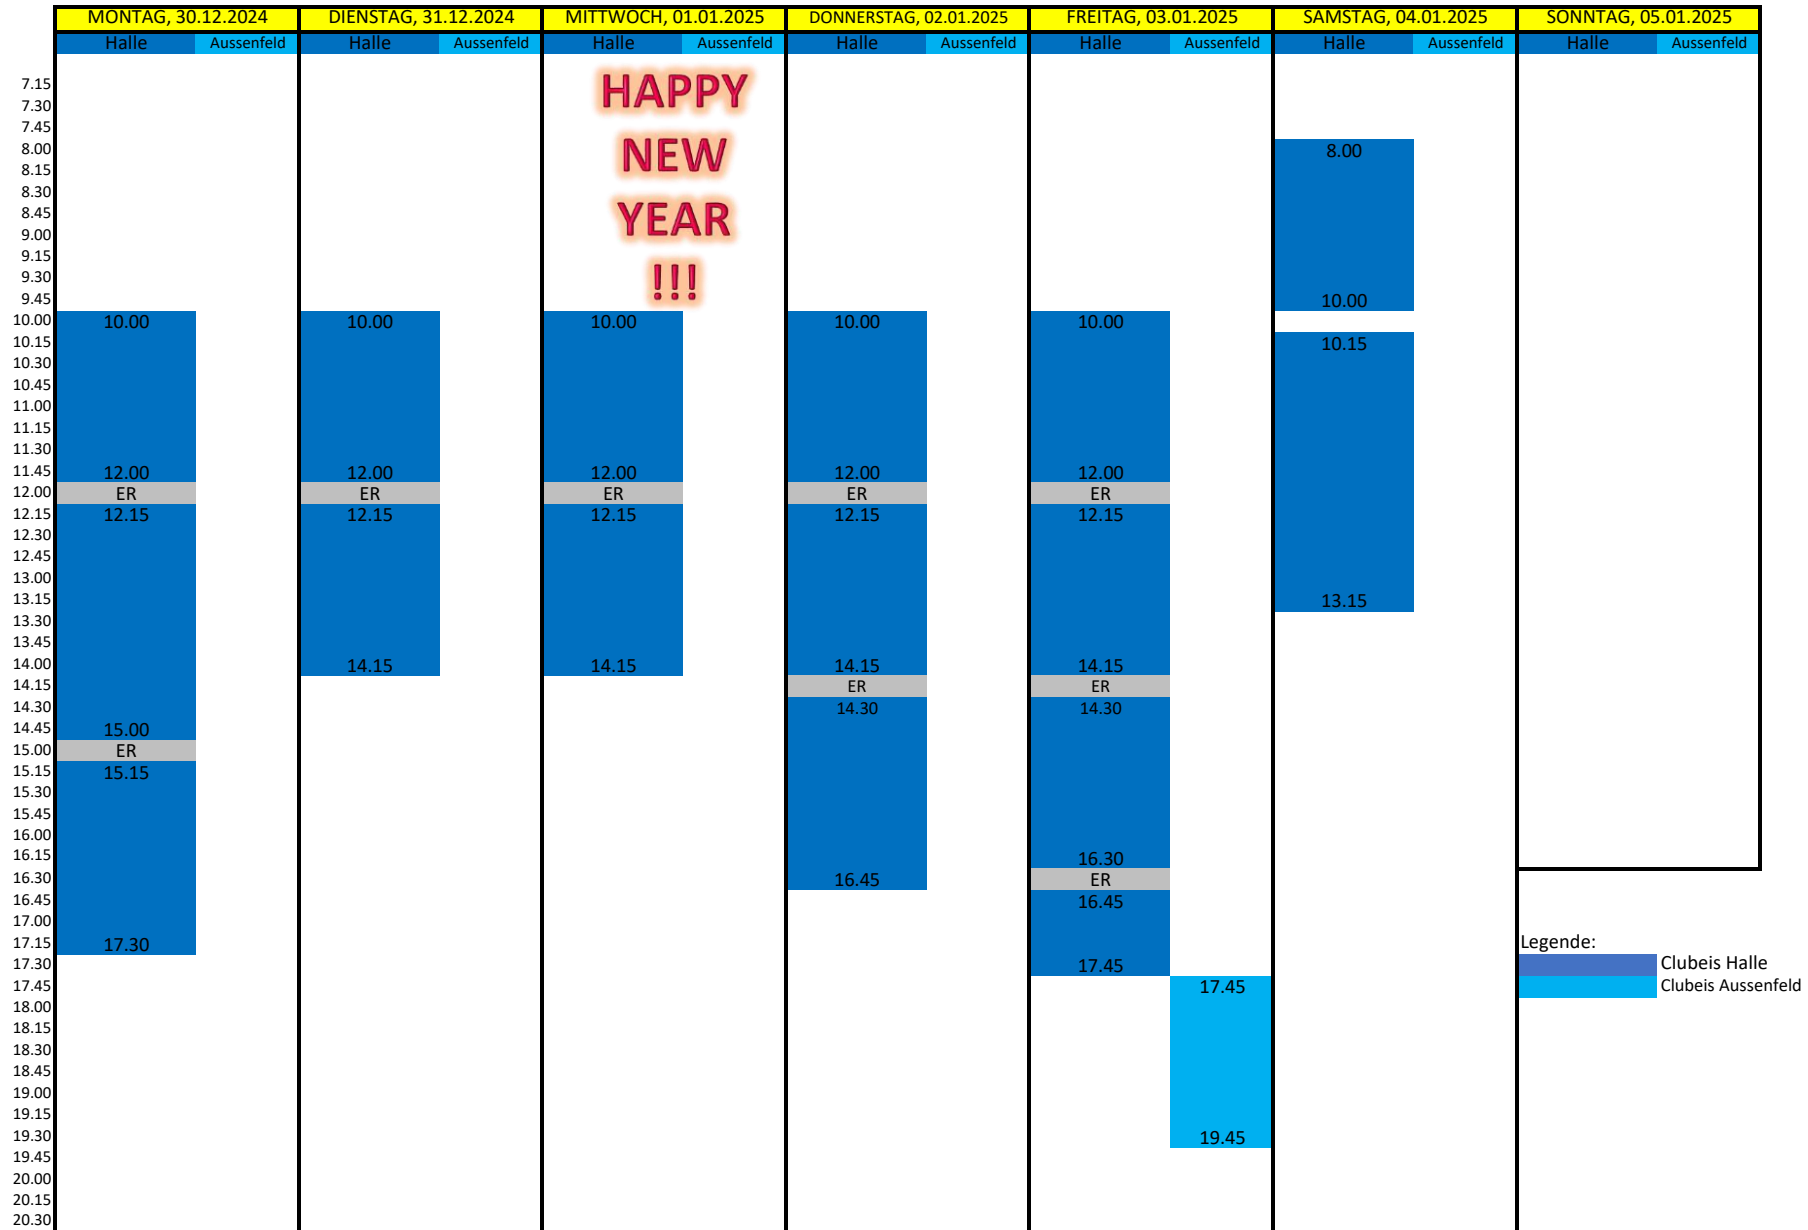 MONTAG, 30.12.2024 DIENSTAG, 31.12.2024 MITTWOCH, 01.01.2025 DONNERSTAG, 02.01.2025 FREITAG, 03.01.2025 SAMSTAG, 04.01.2025 SONNTAG, 05.01.2025
Halle Aussenfeld Halle Aussenfeld Halle Aussenfeld Halle Aussenfeld Halle Aussenfeld Halle Aussenfeld Halle Aussenfeld
HAPPY
NEW
YEAR
!!!
7.15
7.30
7.45
8.00 8.00
8.15
8.30
8.45
9.00
9.15
9.30
9.45 10.00
10.00 10.00 10.00 10.00 10.00 10.00
10.15 10.15
10.30
10.45
11.00
11.15
11.30
11.45 12.00 12.00 12.00 12.00 12.00
12.00 ER ER ER ER ER
12.15 12.15 12.15 12.15 12.15 12.15
12.30
12.45
13.00
13.15 13.15
13.30
13.45
14.00 14.15 14.15 14.15 14.15
14.15 ER ER
14.30 14.30 14.30
14.45 15.00
15.00 ER
15.15 15.15
15.30
15.45
16.00
16.15 16.30
16.30 16.45 ER
16.45 16.45
17.00
17.15 17.30 Legende:
17.30 17.45 Clubeis Halle
17.45 17.45 Clubeis Aussenfeld
18.00
18.15
18.30
18.45
19.00
19.15
19.30 19.45
19.45
20.00
20.15
20.30